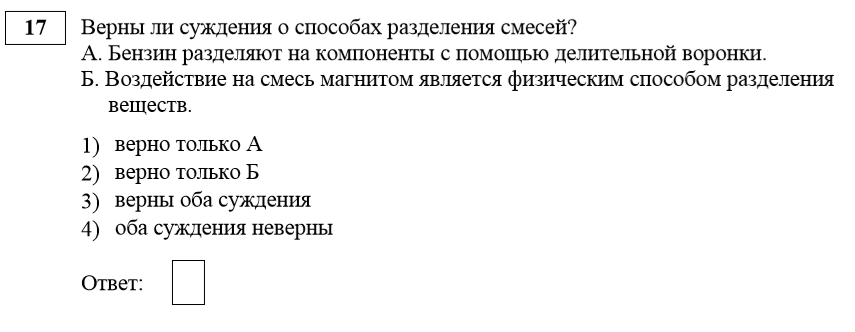 17 Верны ли суждения о способах разделения смесей?
А. Бензин разделяют на компоненты с помощью делительной воронки.
Б. Воздействие на смесь магнитом является физическим способом разделения
веществ.
1) верно только А
2) верно только Б
3) верны оба суждения
4) оба суждения неверны
Ответ: